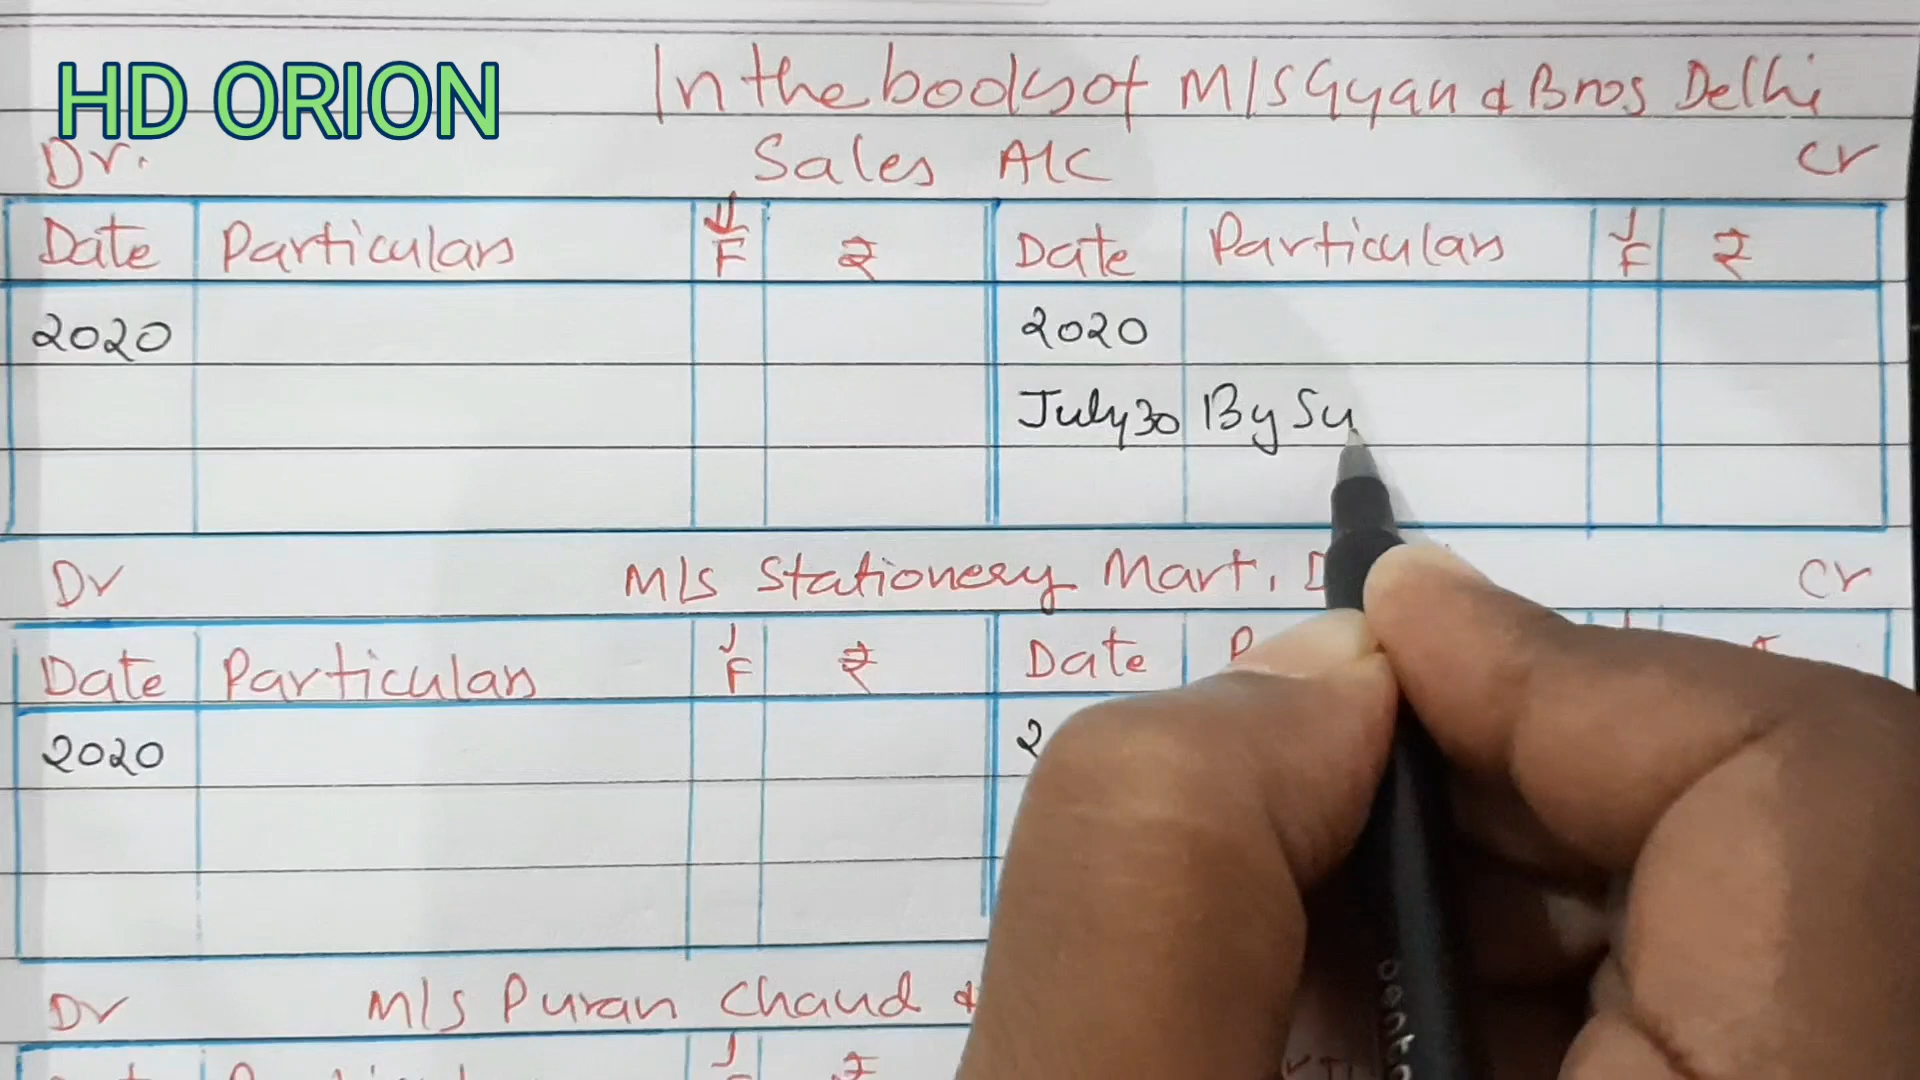 HD ORION
In the body of M/S Gyan & Bros Delhi
Dr. Sales A/C Cr
Date Particulars J F ₹ Date Particulars J F ₹
2020 2020
July 30 By Su
Dr M/S Stationery Mart, Cr
Date Particulars J F ₹ Date
2020
Dr M/S Puran Chand &
J ₹